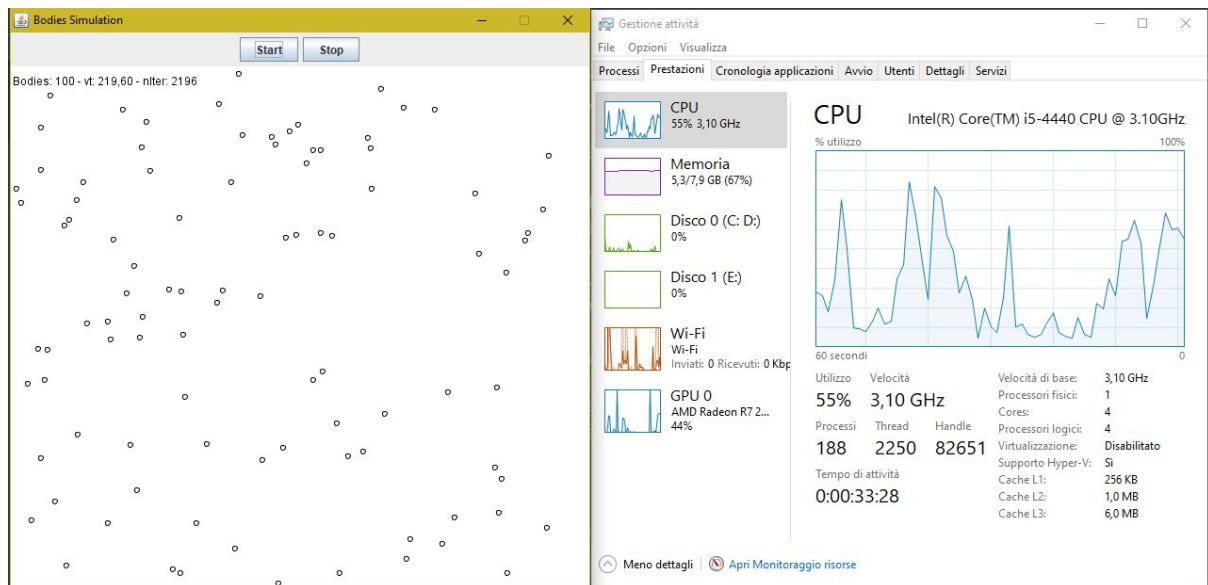 Bodies Simulation
Start Stop
Bodies: 100 - vt: 219,60 - nIter: 2196
Gestione attività
File Opzioni Visualizza
Processi Prestazioni Cronologia applicazioni Avvio Utenti Dettagli Servizi
CPU
55% 3,10 GHz
Memoria
5,3/7,9 GB (67%)
Disco 0 (C: D:)
0%
Disco 1 (E:)
0%
Wi-Fi
Wi-Fi
Inviati: 0 Ricevuti: 0 Kbp
GPU 0
AMD Radeon R7 2...
44%
CPU Intel(R) Core(TM) i5-4440 CPU @ 3.10GHz
% utilizzo 100%
60 secondi 0
Utilizzo Velocità
55% 3,10 GHz
Processi Thread Handle
188 2250 82651
Tempo di attività
0:00:33:28
Velocità di base: 3,10 GHz
Processori fisici: 1
Cores: 4
Processori logici: 4
Virtualizzazione: Disabilitato
Supporto Hyper-V: Sì
Cache L1: 256 KB
Cache L2: 1,0 MB
Cache L3: 6,0 MB
Meno dettagli Apri Monitoraggio risorse